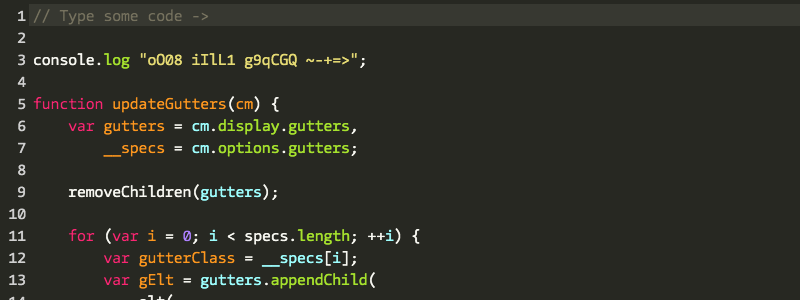 1 // Type some code ->
2
3 console.log "oO08 iIlL1 g9qCGQ ~-+=>";
4
5 function updateGutters(cm) {
6     var gutters = cm.display.gutters,
7         __specs = cm.options.gutters;
8
9     removeChildren(gutters);
10
11     for (var i = 0; i < specs.length; ++i) {
12         var gutterClass = __specs[i];
13         var gElt = gutters.appendChild(
14             elt(